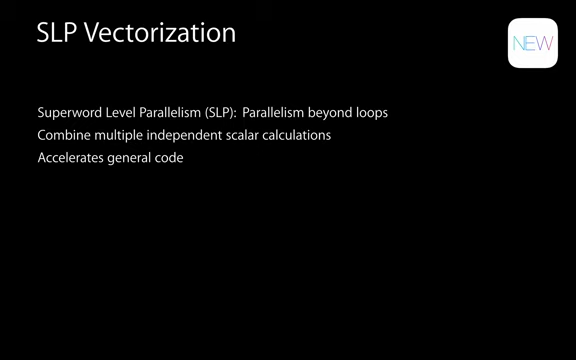 SLP Vectorization
NEW
Superword Level Parallelism (SLP): Parallelism beyond loops
Combine multiple independent scalar calculations
Accelerates general code